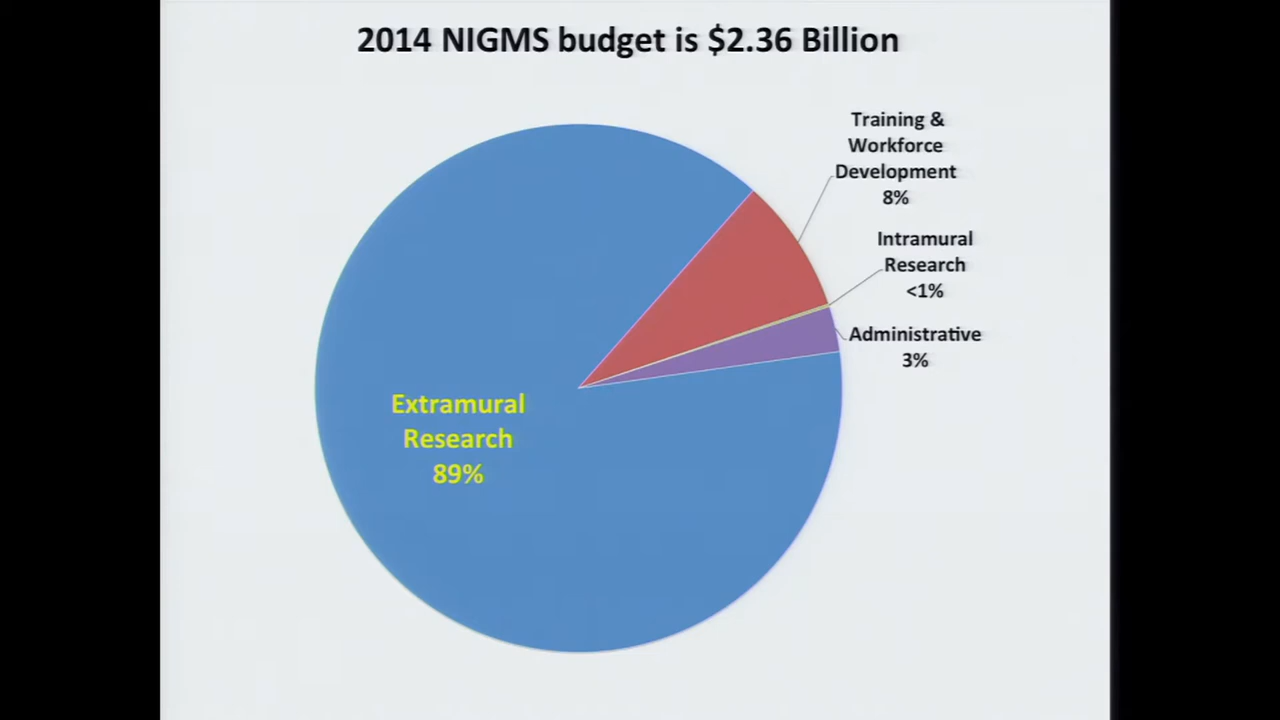 2014 NIGMS budget is $2.36 Billion
Training &
Workforce
Development
8%
Intramural
Research
<1%
Administrative
3%
Extramural
Research
89%